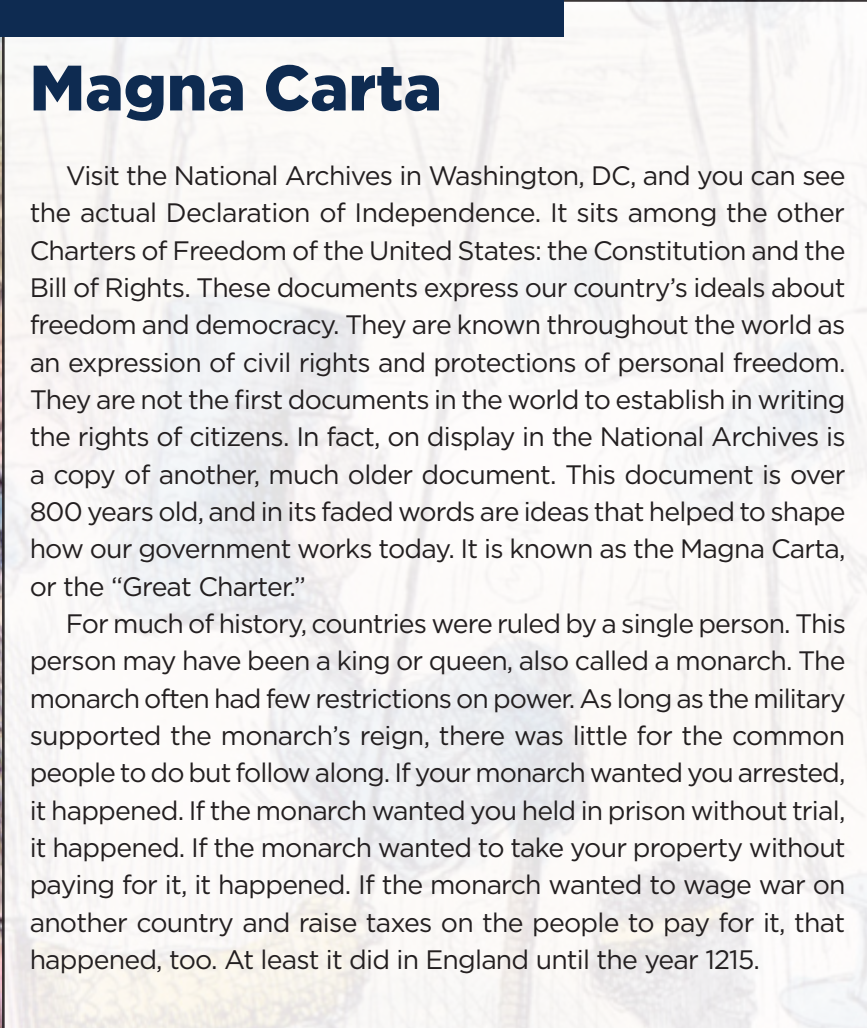 Magna Carta
Visit the National Archives in Washington, DC, and you can see
the actual Declaration of Independence. It sits among the other
Charters of Freedom of the United States: the Constitution and the
Bill of Rights. These documents express our country’s ideals about
freedom and democracy. They are known throughout the world as
an expression of civil rights and protections of personal freedom.
They are not the first documents in the world to establish in writing
the rights of citizens. In fact, on display in the National Archives is
a copy of another, much older document. This document is over
800 years old, and in its faded words are ideas that helped to shape
how our government works today. It is known as the Magna Carta,
or the “Great Charter.”
For much of history, countries were ruled by a single person. This
person may have been a king or queen, also called a monarch. The
monarch often had few restrictions on power. As long as the military
supported the monarch’s reign, there was little for the common
people to do but follow along. If your monarch wanted you arrested,
it happened. If the monarch wanted you held in prison without trial,
it happened. If the monarch wanted to take your property without
paying for it, it happened. If the monarch wanted to wage war on
another country and raise taxes on the people to pay for it, that
happened, too. At least it did in England until the year 1215.